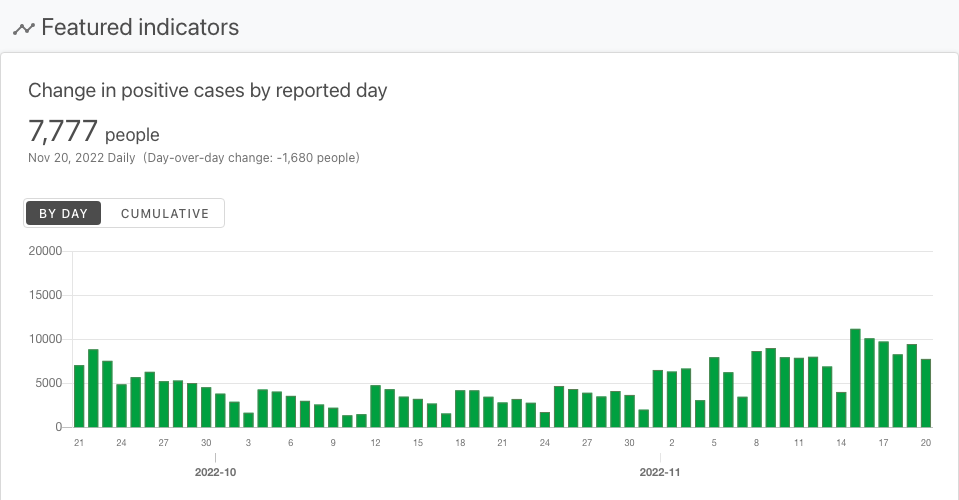 Featured indicators
Change in positive cases by reported day
7,777 people
Nov 20, 2022 Daily (Day-over-day change: -1,680 people)
BY DAY CUMULATIVE
20000
15000
10000
5000
0
21 24 27 30 3 6 9 12 15 18 21 24 27 30 2 5 8 11 14 17 20
2022-10 2022-11